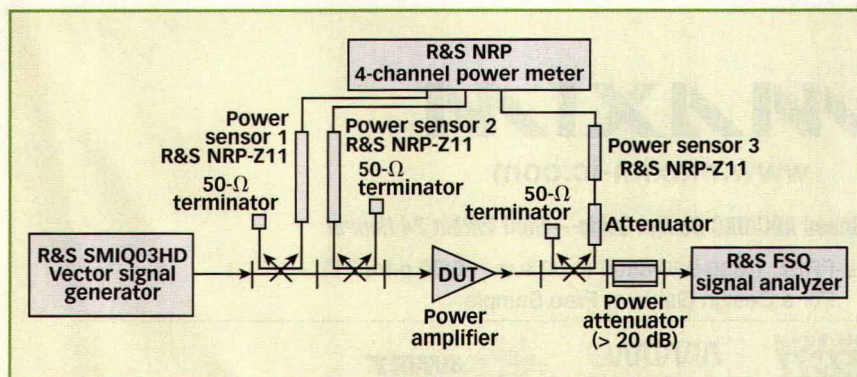 R&S NRP
4-channel power meter
Power
sensor 1
R&S NRP-Z11
Power sensor 2
R&S NRP-Z11
Power sensor 3
R&S NRP-Z11
50-Ω
terminator
50-Ω
terminator
50-Ω
terminator
Attenuator
R&S SMIQ03HD
Vector signal
generator
DUT
R&S FSQ
signal analyzer
Power
amplifier
Power
attenuator
(> 20 dB)